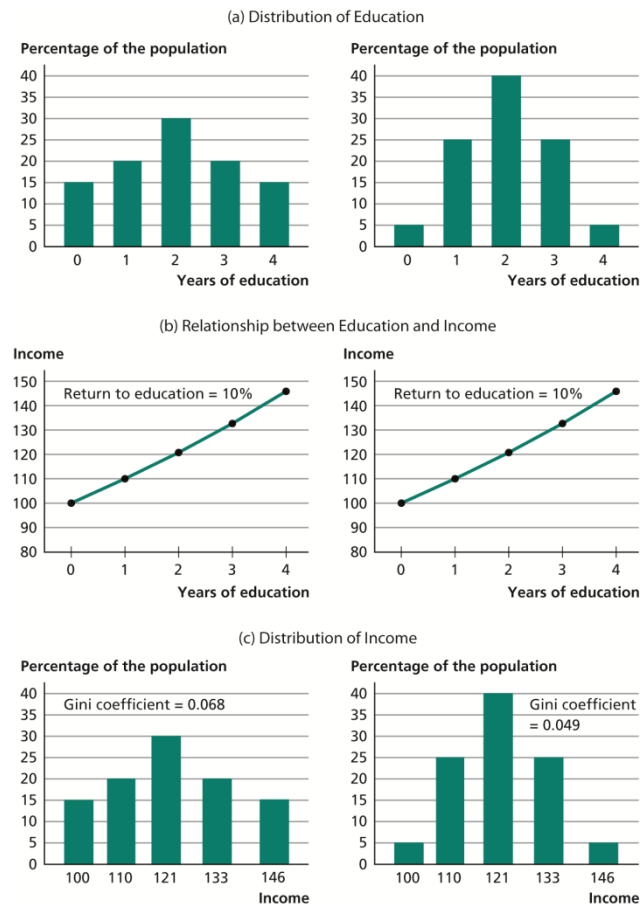 (a) Distribution of Education
Percentage of the population
40
35
30
25
20
15
10
5
0
0 1 2 3 4
Years of education
Percentage of the population
40
35
30
25
20
15
10
5
0
0 1 2 3 4
Years of education
(b) Relationship between Education and Income
Income
150
Return to education = 10%
140
130
120
110
100
90
80
0 1 2 3 4
Years of education
Income
150
Return to education = 10%
140
130
120
110
100
90
80
0 1 2 3 4
Years of education
(c) Distribution of Income
Percentage of the population
40
Gini coefficient = 0.068
35
30
25
20
15
10
5
0
100 110 121 133 146
Income
Percentage of the population
40
Gini coefficient
= 0.049
35
30
25
20
15
10
5
0
100 110 121 133 146
Income